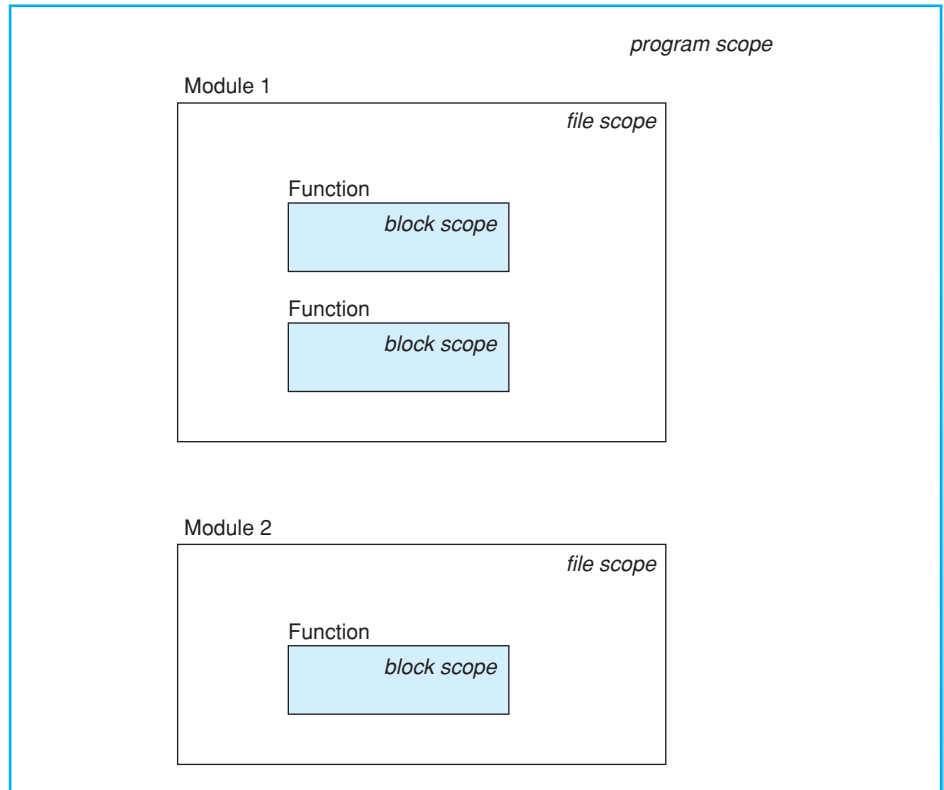 program scope
Module 1
file scope
Function
block scope
Function
block scope
Module 2
file scope
Function
block scope